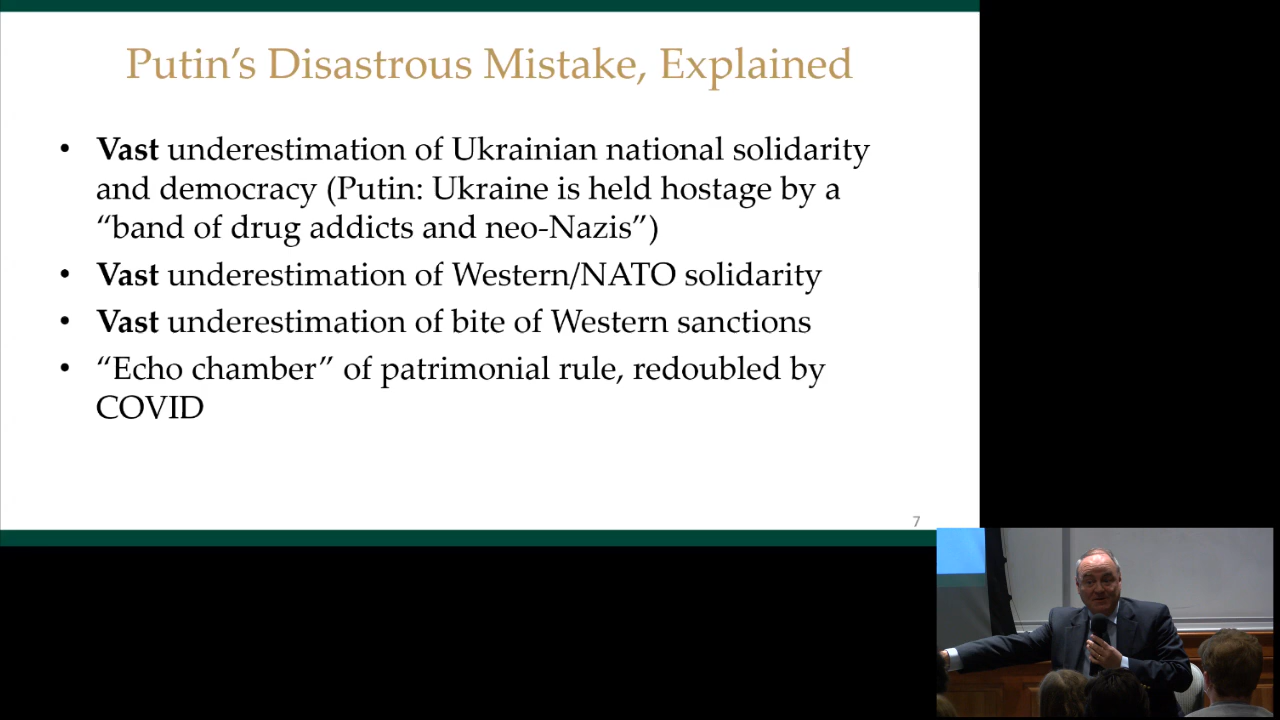 Putin’s Disastrous Mistake, Explained
• Vast underestimation of Ukrainian national solidarity
and democracy (Putin: Ukraine is held hostage by a
“band of drug addicts and neo-Nazis”)
• Vast underestimation of Western/NATO solidarity
• Vast underestimation of bite of Western sanctions
• “Echo chamber” of patrimonial rule, redoubled by
COVID
7